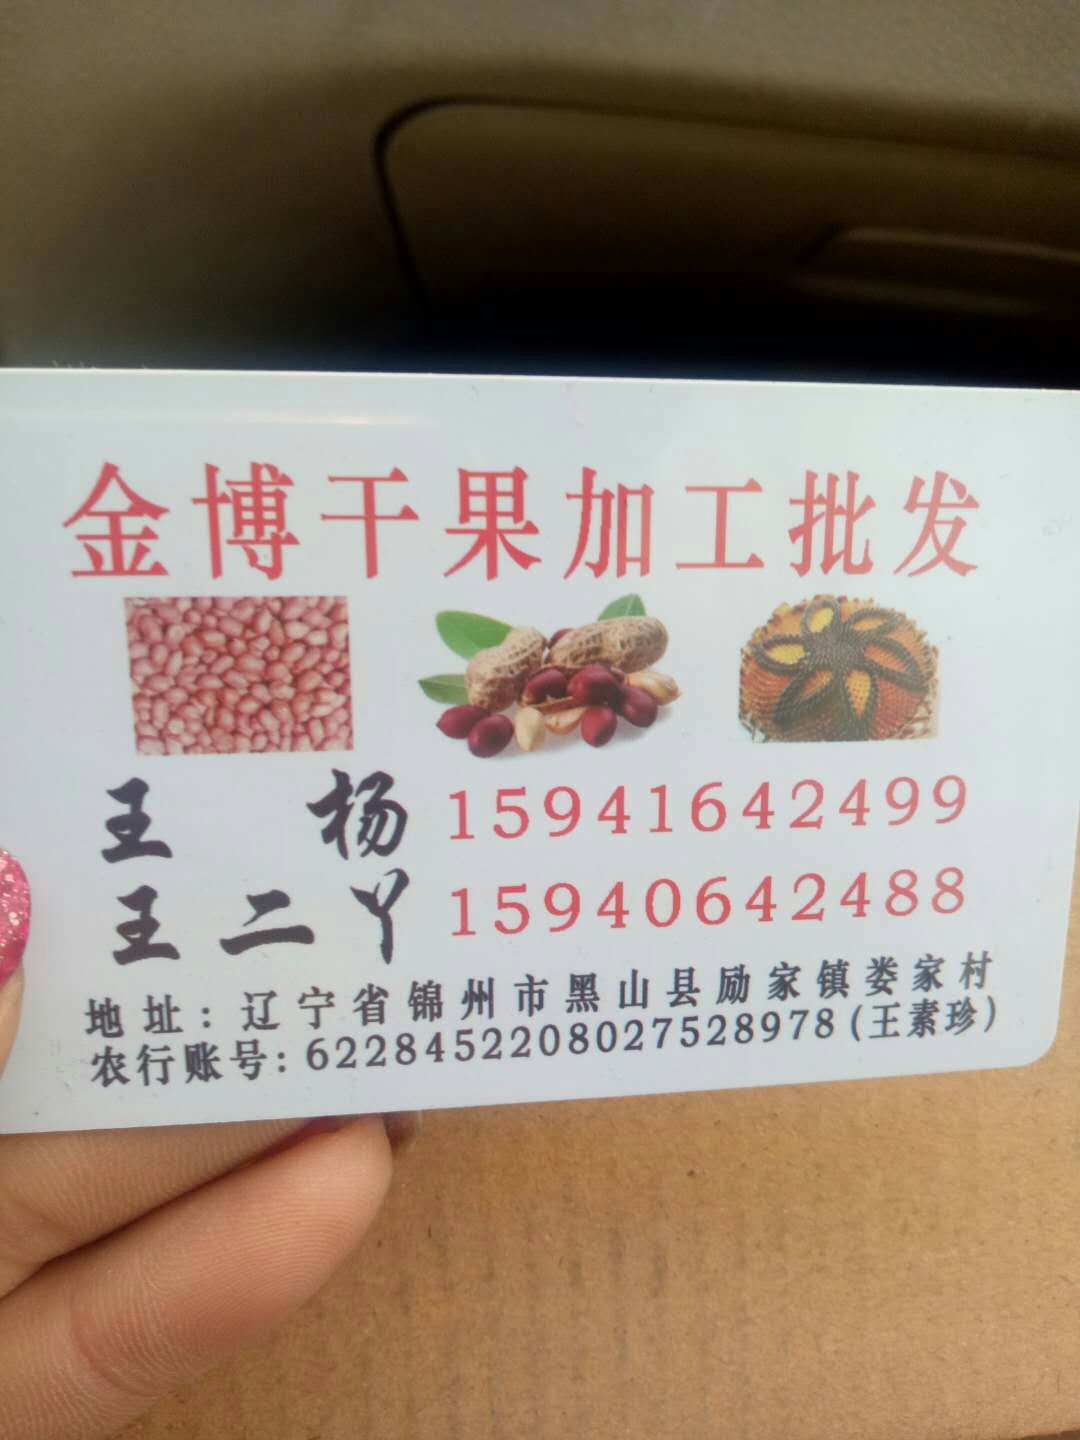 金博干果加工批发
王杨 15941642499
王二丫 15940642488
地址:辽宁省锦州市黑山县励家镇娄家村
农行账号:6228452208027528978(王素珍)